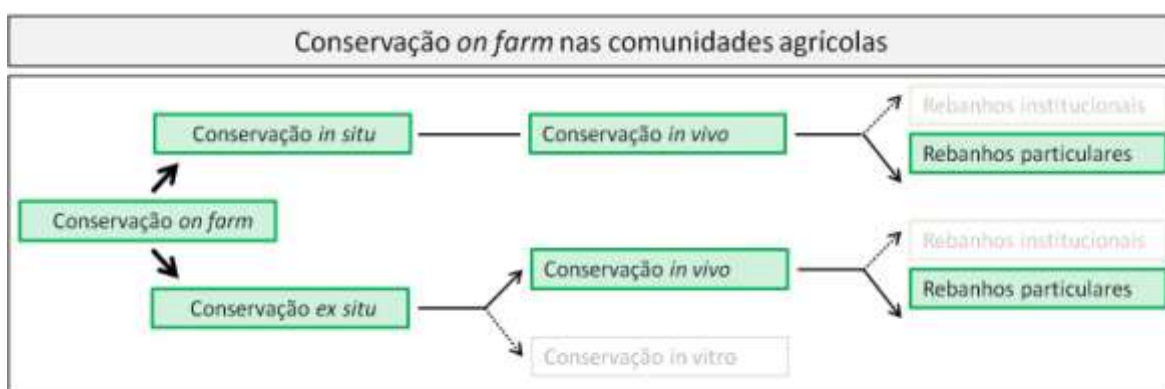 Conservação on farm nas comunidades agrícolas
Rebanhos institucionais
Conservação in situ
Conservação in vivo
Rebanhos particulares
Conservação on farm
Rebanhos institucionais
Conservação in vivo
Rebanhos particulares
Conservação ex situ
Conservação in vitro